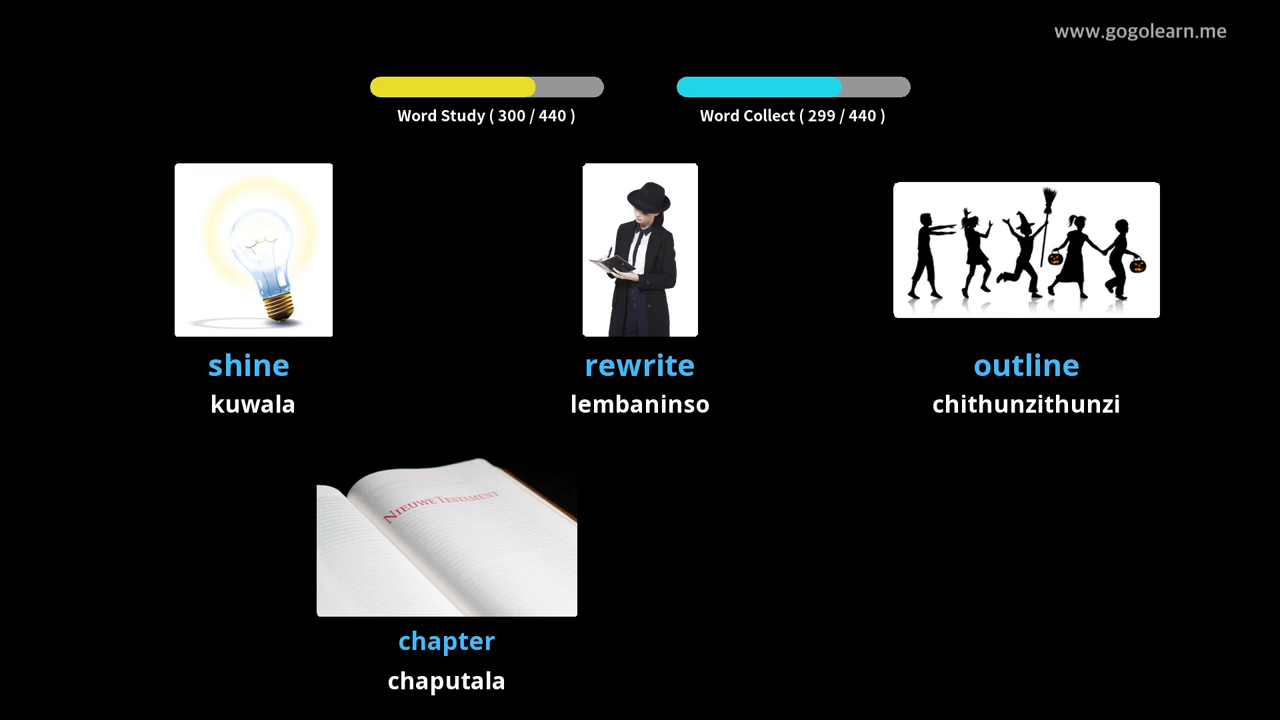 www.gogolearn.me
Word Study ( 300 / 440 )
Word Collect ( 299 / 440 )
shine
kuwala
rewrite
lembaninso
outline
chithunzithunzi
NIEUWE TESTAMENT
chapter
chaputala